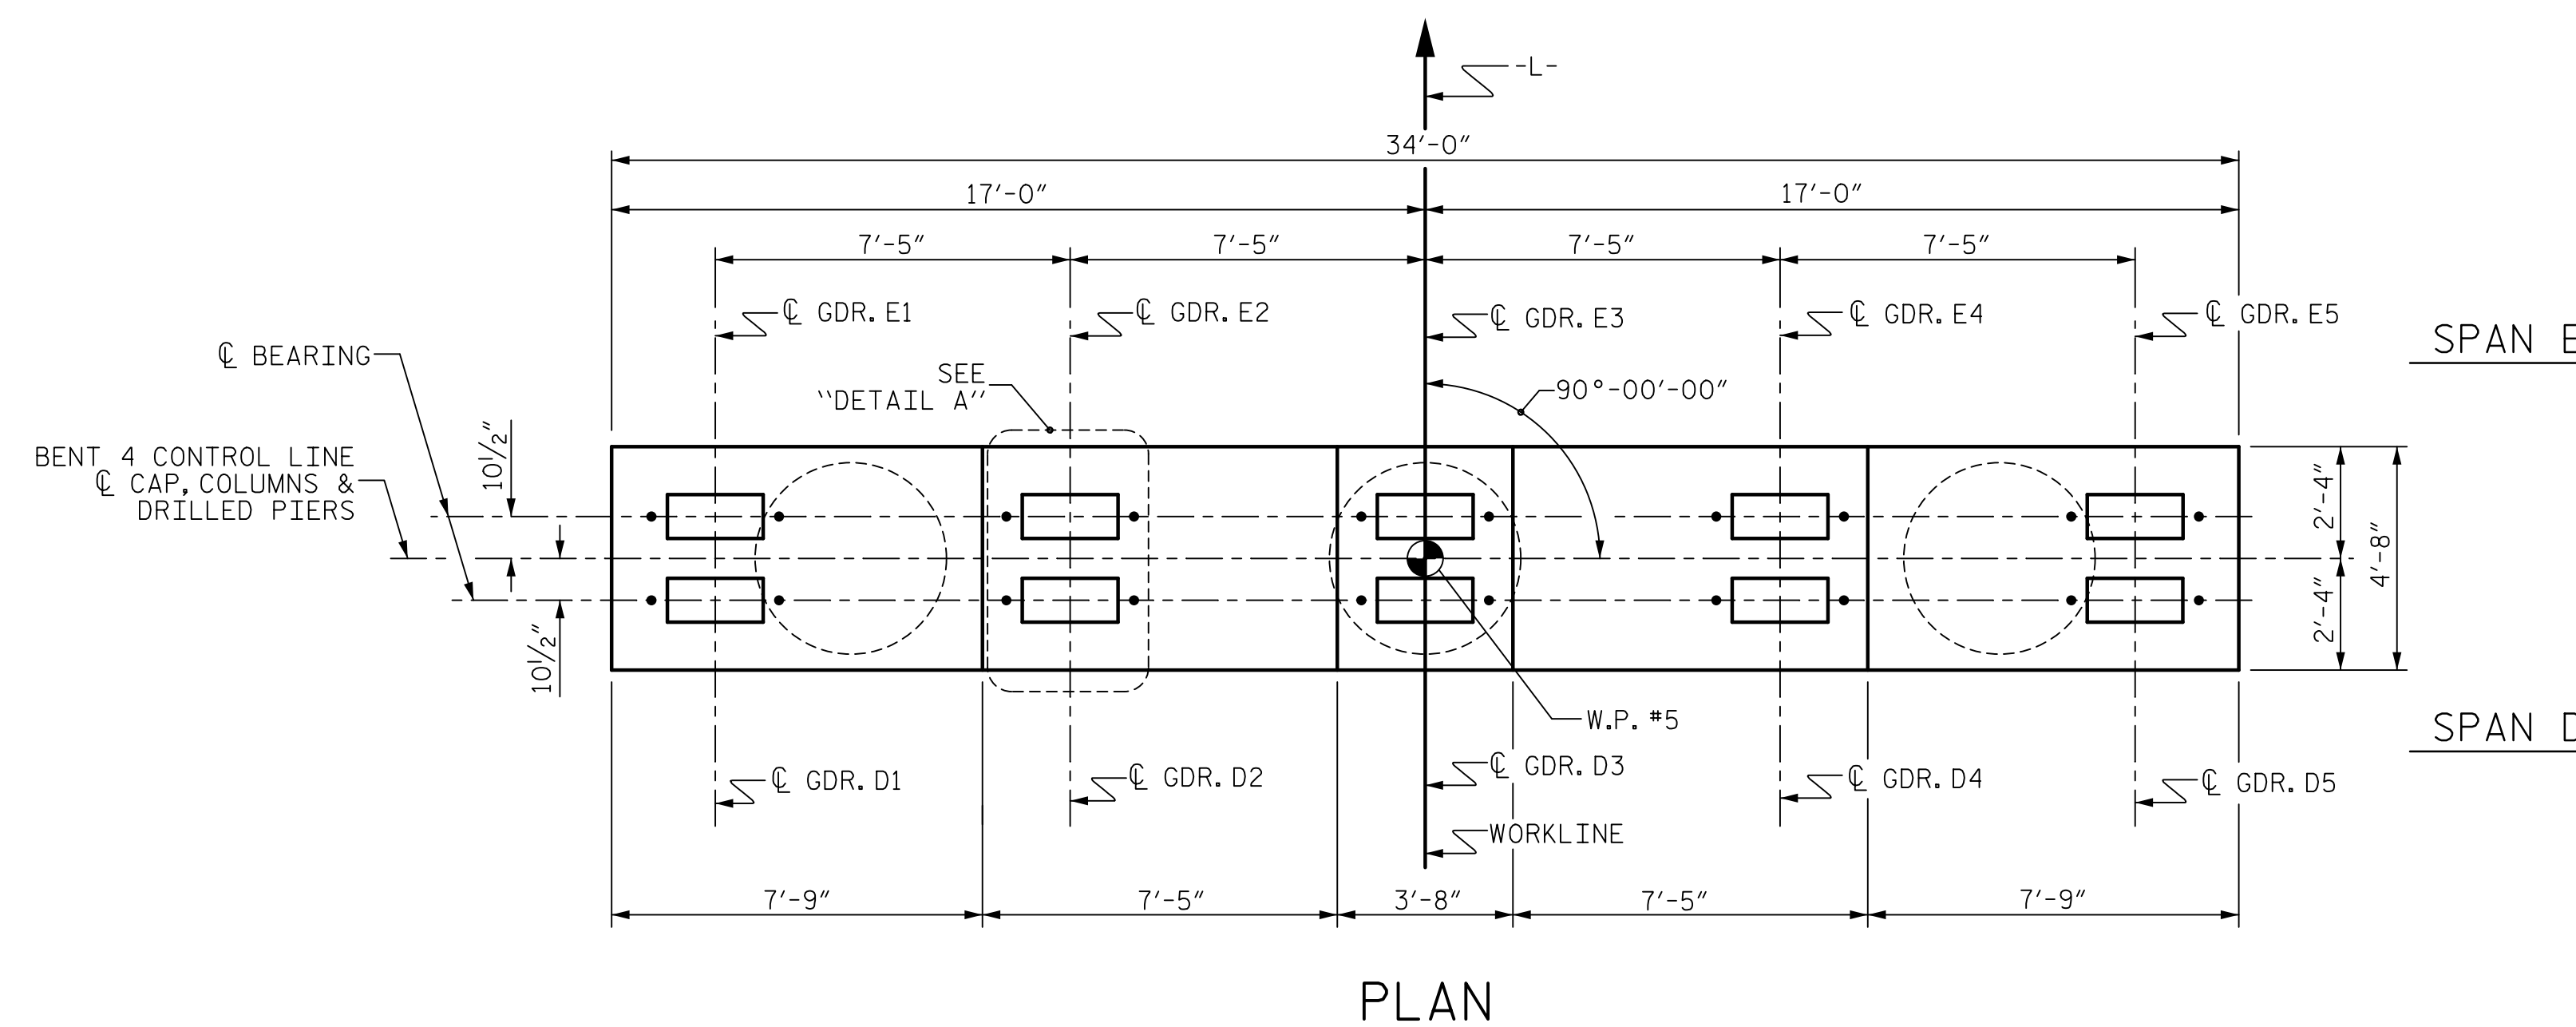 -L-
34'-0"
17'-0" 17'-0"
7'-5" 7'-5" 7'-5" 7'-5"
℄ GDR. E1 ℄ GDR. E2 ℄ GDR. E3 ℄ GDR. E4 ℄ GDR. E5
SPAN E
℄ BEARING
SEE
"DETAIL A"
90°-00'-00"
BENT 4 CONTROL LINE
℄ CAP, COLUMNS &
DRILLED PIERS
10½"
10½"
2'-4"
2'-4"
4'-8"
W.P. #5
SPAN D
℄ GDR. D1 ℄ GDR. D2 ℄ GDR. D3 ℄ GDR. D4 ℄ GDR. D5
WORKLINE
7'-9" 7'-5" 3'-8" 7'-5" 7'-9"
PLAN